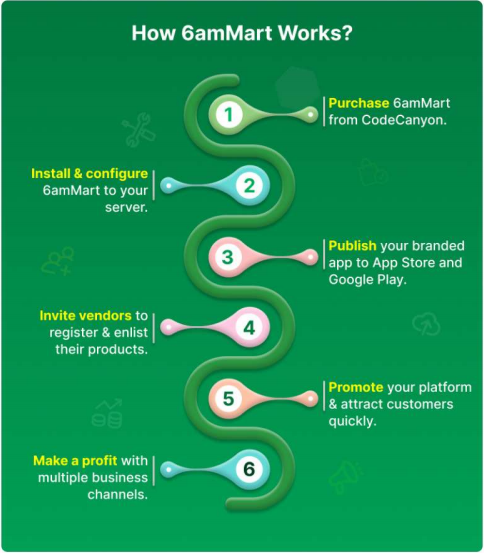 How 6amMart Works?
1
Purchase 6amMart
from CodeCanyon.
Install & configure
6amMart to your
server.
2
3
Publish your branded
app to App Store and
Google Play.
Invite vendors to
register & enlist
their products.
4
5
Promote your platform
& attract customers
quickly.
Make a profit with
multiple business
channels.
6